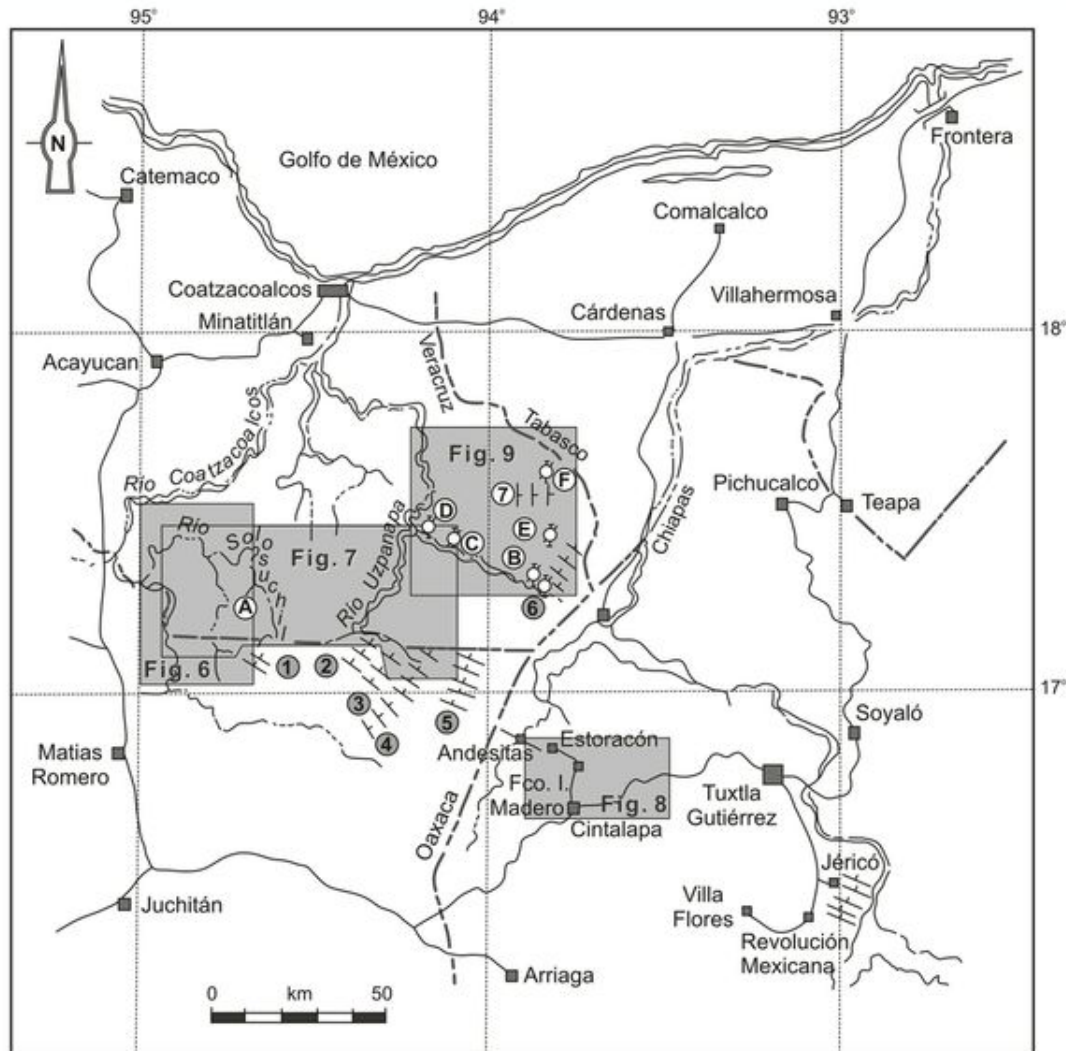 95°
94°
93°
N
Golfo de México
Frontera
Catemaco
Comalcalco
Coatzacoalcos
Villahermosa
Cárdenas
Minatitlán
18°
Acayucan
Veracruz
Tabasco
Río Coatzacoalcos
Fig. 9
F
7
Pichucalco
Teapa
Chiapas
D
E
C
B
Río Solosuchil
Fig. 7
Río Uzpanapa
A
6
Fig. 6
1
2
17°
3
5
4
Soyaló
Matias
Romero
Andesitas
Estoracón
Fco. I.
Madero
Fig. 8
Cintalapa
Tuxtla
Gutiérrez
Oaxaca
Jéricó
Juchitán
Villa
Flores
Revolución
Mexicana
Arriaga
0 km 50